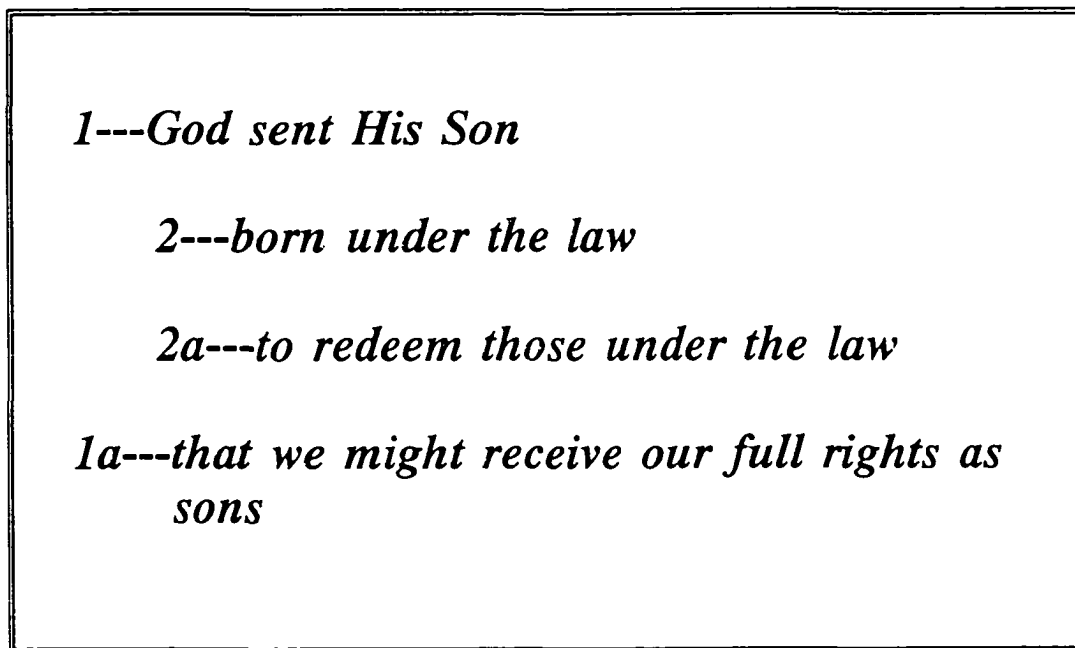 1---God sent His Son
2---born under the law
2a---to redeem those under the law
1a---that we might receive our full rights as
sons